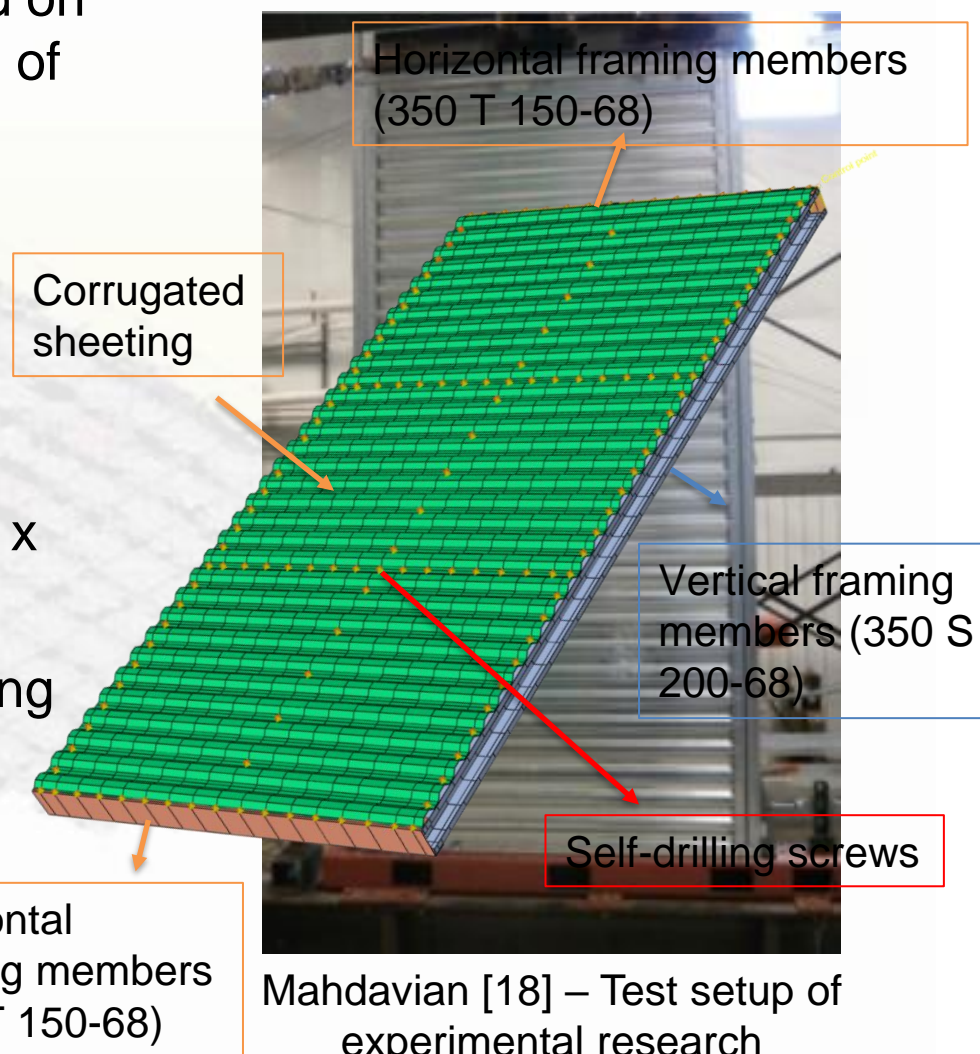 d on
of
Horizontal framing members
(350 T 150-68)
Corrugated
sheeting
x
Vertical framing
members (350 S
200-68)
ng
Self-drilling screws
ontal
g members
T 150-68)
Mahdavian [18] – Test setup of
experimental research